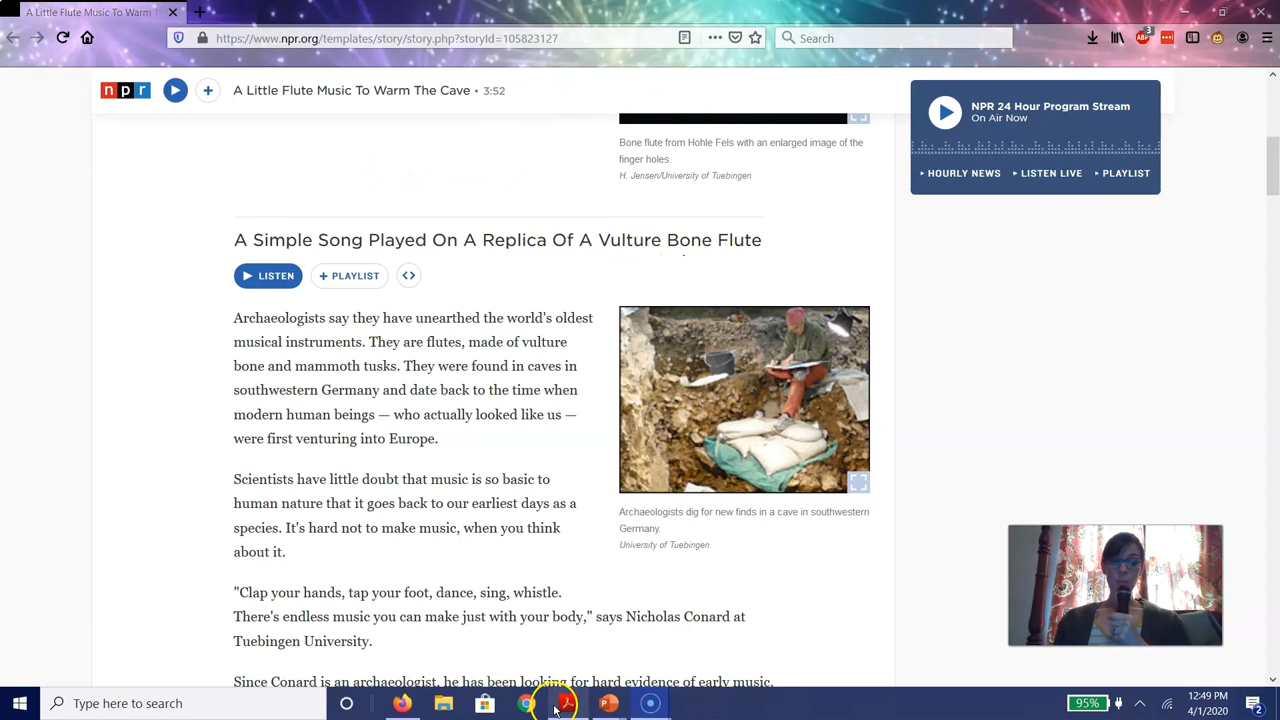 A Little Flute Music To Warm T
https://www.npr.org/templates/story/story.php?storyId=105823127
Search
ABP
3
npr
A Little Flute Music To Warm The Cave • 3:52
NPR 24 Hour Program Stream
On Air Now
HOURLY NEWS
LISTEN LIVE
PLAYLIST
Bone flute from Hohle Fels with an enlarged image of the
finger holes.
H. Jensen/University of Tuebingen
A Simple Song Played On A Replica Of A Vulture Bone Flute
LISTEN
PLAYLIST
Archaeologists say they have unearthed the world's oldest
musical instruments. They are flutes, made of vulture
bone and mammoth tusks. They were found in caves in
southwestern Germany and date back to the time when
modern human beings — who actually looked like us —
were first venturing into Europe.
Archaeologists dig for new finds in a cave in southwestern
Germany.
University of Tuebingen
Scientists have little doubt that music is so basic to
human nature that it goes back to our earliest days as a
species. It's hard not to make music, when you think
about it.
"Clap your hands, tap your foot, dance, sing, whistle.
There's endless music you can make just with your body," says Nicholas Conard at
Tuebingen University.
Since Conard is an archaeologist, he has been looking for hard evidence of early music.
Type here to search
95%
12:49 PM
4/1/2020
2